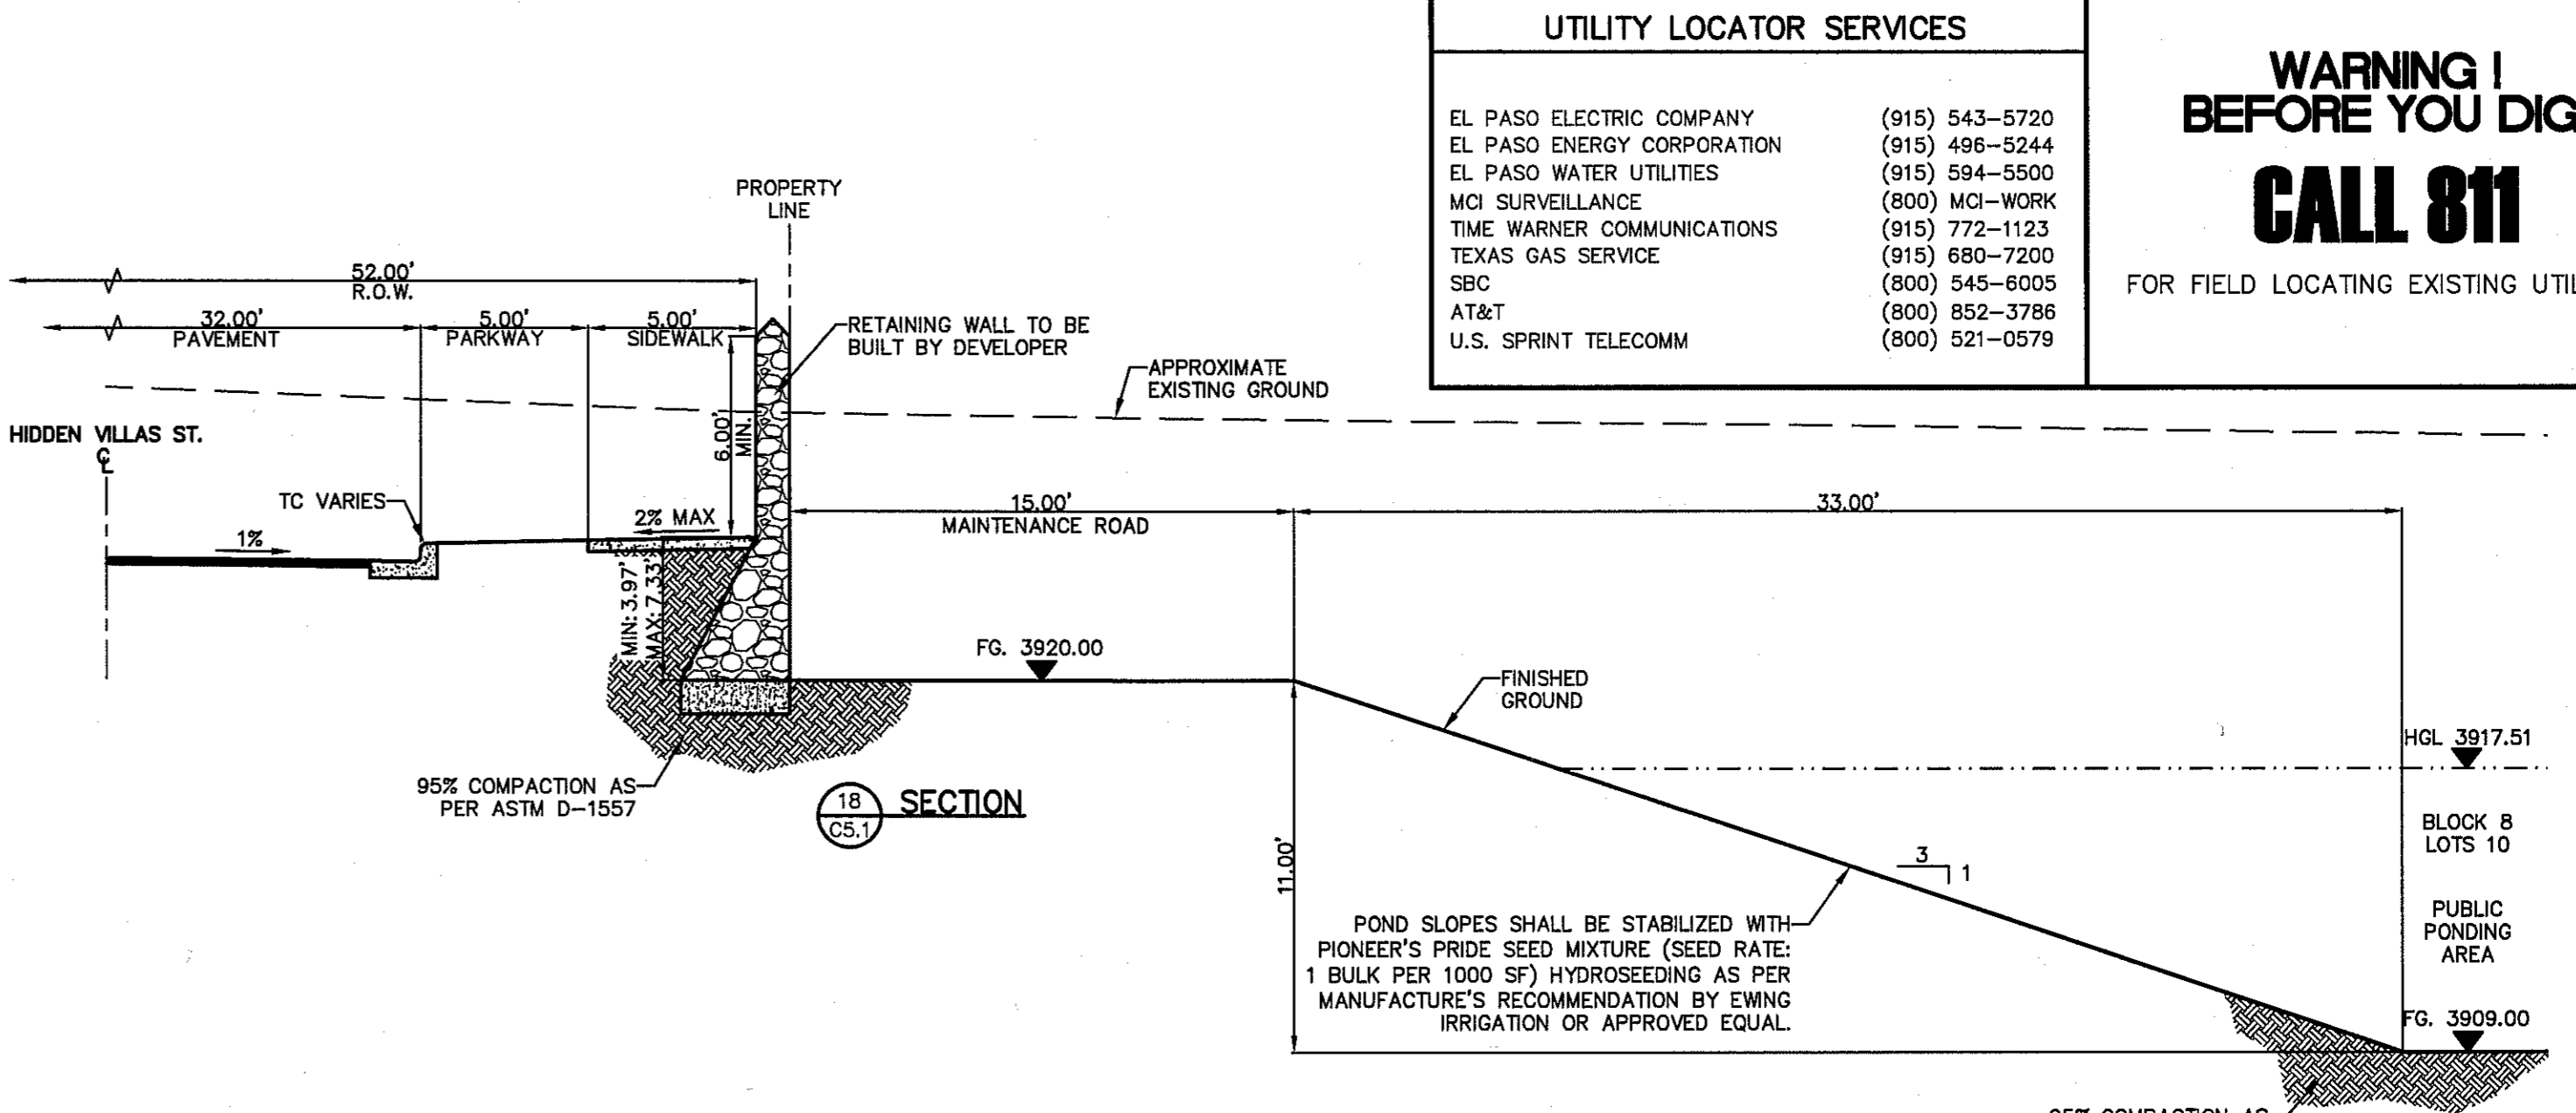 UTILITY LOCATOR SERVICES
EL PASO ELECTRIC COMPANY (915) 543-5720
EL PASO ENERGY CORPORATION (915) 496-5244
EL PASO WATER UTILITIES (915) 594-5500
MCI SURVEILLANCE (800) MCI-WORK
TIME WARNER COMMUNICATIONS (915) 772-1123
TEXAS GAS SERVICE (915) 680-7200
SBC (800) 545-6005
AT&T (800) 852-3786
U.S. SPRINT TELECOMM (800) 521-0579
WARNING !
BEFORE YOU DIG
CALL 811
FOR FIELD LOCATING EXISTING UTIL
PROPERTY
LINE
52.00'
R.O.W.
32.00'
PAVEMENT
5.00'
PARKWAY
5.00'
SIDEWALK
RETAINING WALL TO BE
BUILT BY DEVELOPER
APPROXIMATE
EXISTING GROUND
6.00'
MIN.
HIDDEN VILLAS ST.
℄
TC VARIES
1%
2% MAX
15.00'
MAINTENANCE ROAD
33.00'
MIN: 3.97'
MAX: 7.33'
FG. 3920.00
FINISHED
GROUND
HGL 3917.51
95% COMPACTION AS
PER ASTM D-1557
18
C5.1
SECTION
11.00'
3
1
BLOCK 8
LOTS 10
PUBLIC
PONDING
AREA
POND SLOPES SHALL BE STABILIZED WITH
PIONEER'S PRIDE SEED MIXTURE (SEED RATE:
1 BULK PER 1000 SF) HYDROSEEDING AS PER
MANUFACTURE'S RECOMMENDATION BY EWING
IRRIGATION OR APPROVED EQUAL.
FG. 3909.00
95% COMPACTION AS